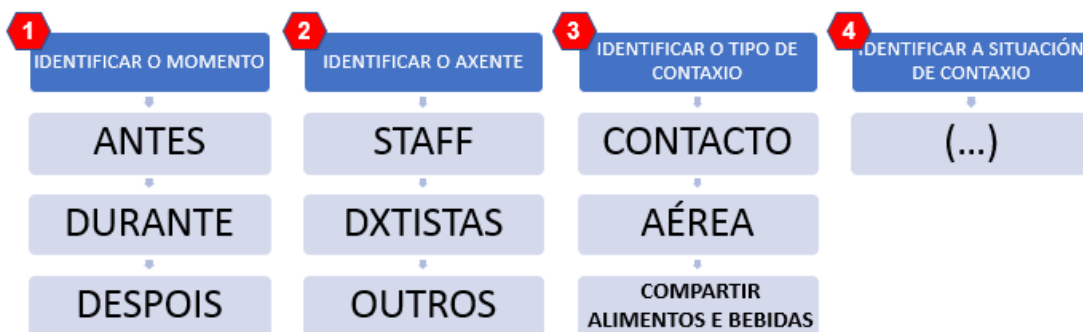 1
IDENTIFICAR O MOMENTO
ANTES
DURANTE
DESPOIS
2
IDENTIFICAR O AXENTE
STAFF
DXTISTAS
OUTROS
3
IDENTIFICAR O TIPO DE
CONTAXIO
CONTACTO
AÉREA
COMPARTIR
ALIMENTOS E BEBIDAS
4
IDENTIFICAR A SITUACIÓN
DE CONTAXIO
(...)